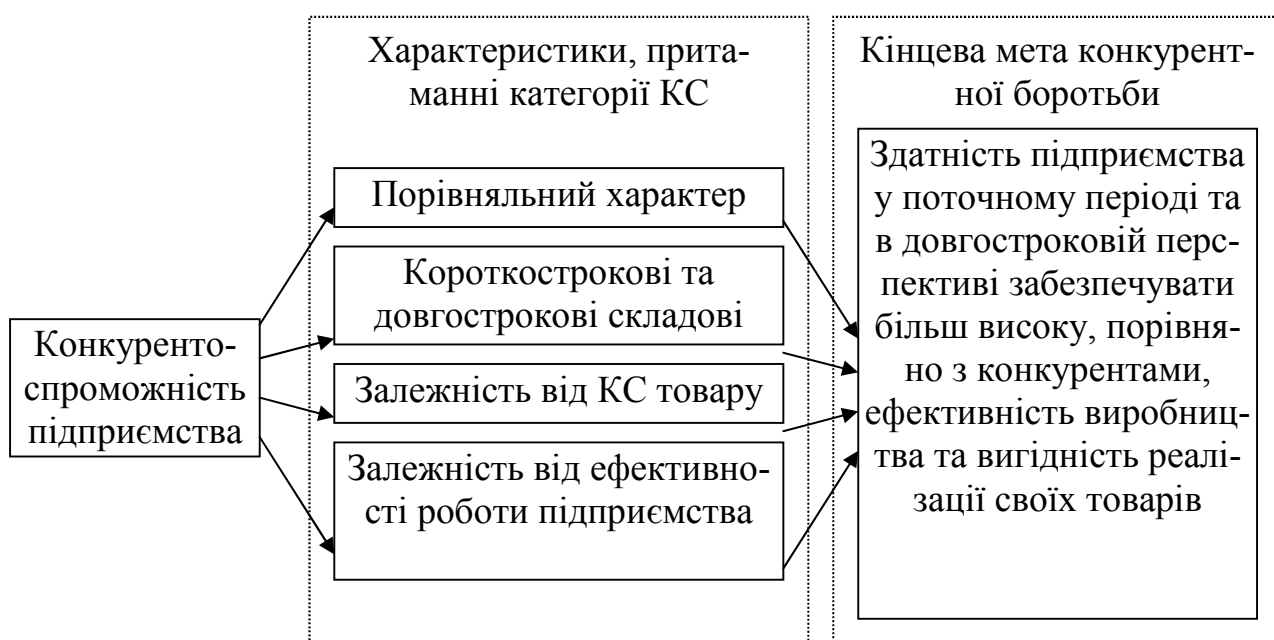 Конкуренто-
спроможність
підприємства
Характеристики, прита-
манні категорії КС
Порівняльний характер
Короткострокові та
довгострокові складові
Залежність від КС товару
Залежність від ефективно-
сті роботи підприємства
Кінцева мета конкурент-
ної боротьби
Здатність підприємства
у поточному періоді та
в довгостроковій перс-
пективі забезпечувати
більш високу, порівня-
но з конкурентами,
ефективність виробниц-
тва та вигідність реалі-
зації своїх товарів